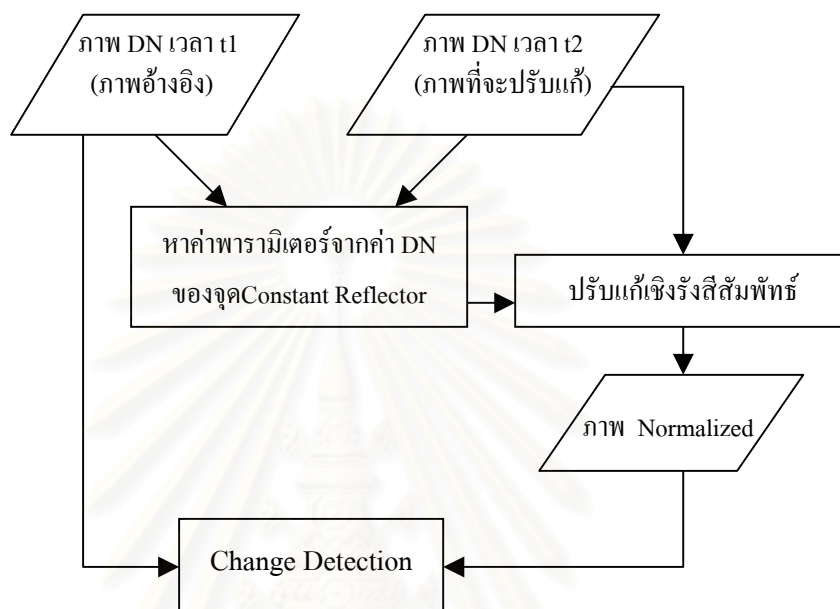 ภาพ DN เวลา t1
(ภาพอ้างอิง)
ภาพ DN เวลา t2
(ภาพที่จะปรับแก้)
หาค่าพารามิเตอร์จากค่า DN
ของจุดConstant Reflector
ปรับแก้เชิงรังสีสัมพัทธ์
ภาพ Normalized
Change Detection